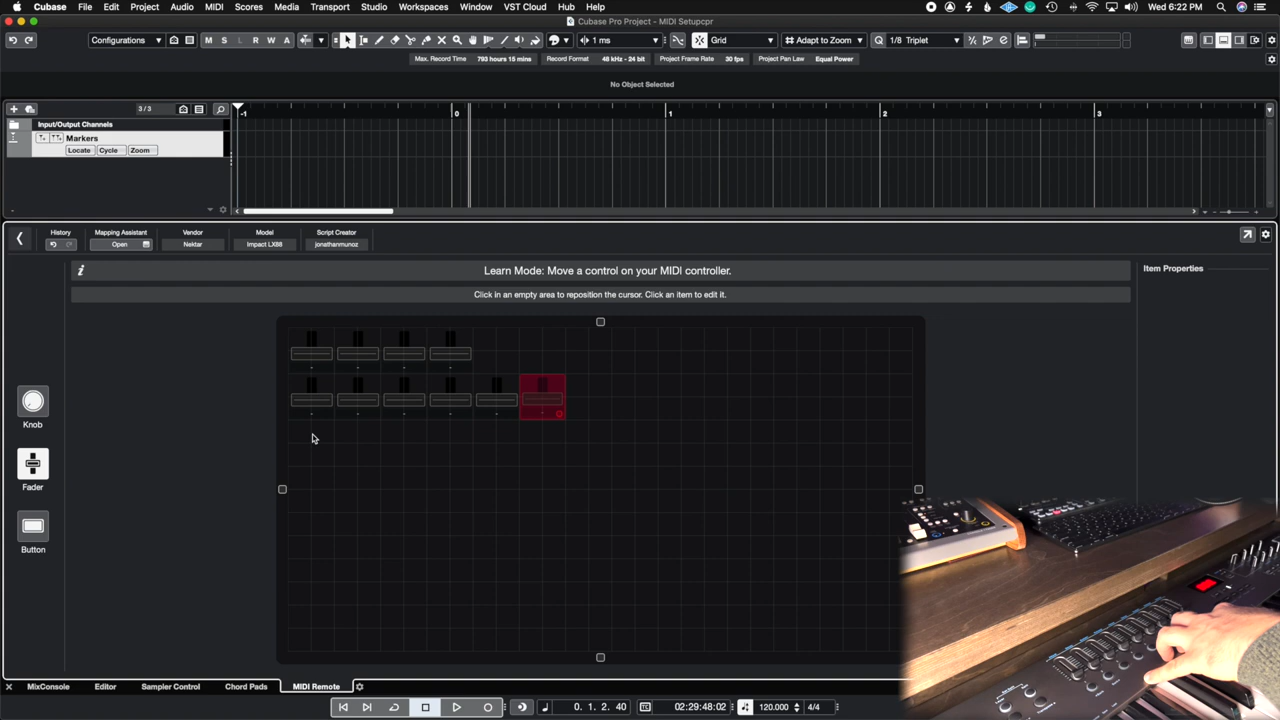 Cubase File Edit Project Audio MIDI Scores Media Transport Studio Workspaces Window VST Cloud Hub Help Wed 6:22 PM
Cubase Pro Project - MIDI Setupcpr
Configurations M S L R W A 1 ms Grid Adapt to Zoom Q 1/8 Triplet
Max. Record Time 793 hours 15 mins Record Format 48 kHz - 24 bit Project Frame Rate 30 fps Project Pan Law Equal Power
No Object Selected
3/3 -1 0 1 2 3
Input/Output Channels
Markers
Locate Cycle Zoom
History Mapping Assistant Vendor Model Script Creator
Open Nektar Impact LX88 jonathanmunoz
Learn Mode: Move a control on your MIDI controller. Item Properties
Click in an empty area to reposition the cursor. Click an item to edit it.
Knob
Fader
Button
MixConsole Editor Sampler Control Chord Pads MIDI Remote
0. 1. 2. 40 02:29:48:02 120.000 4/4